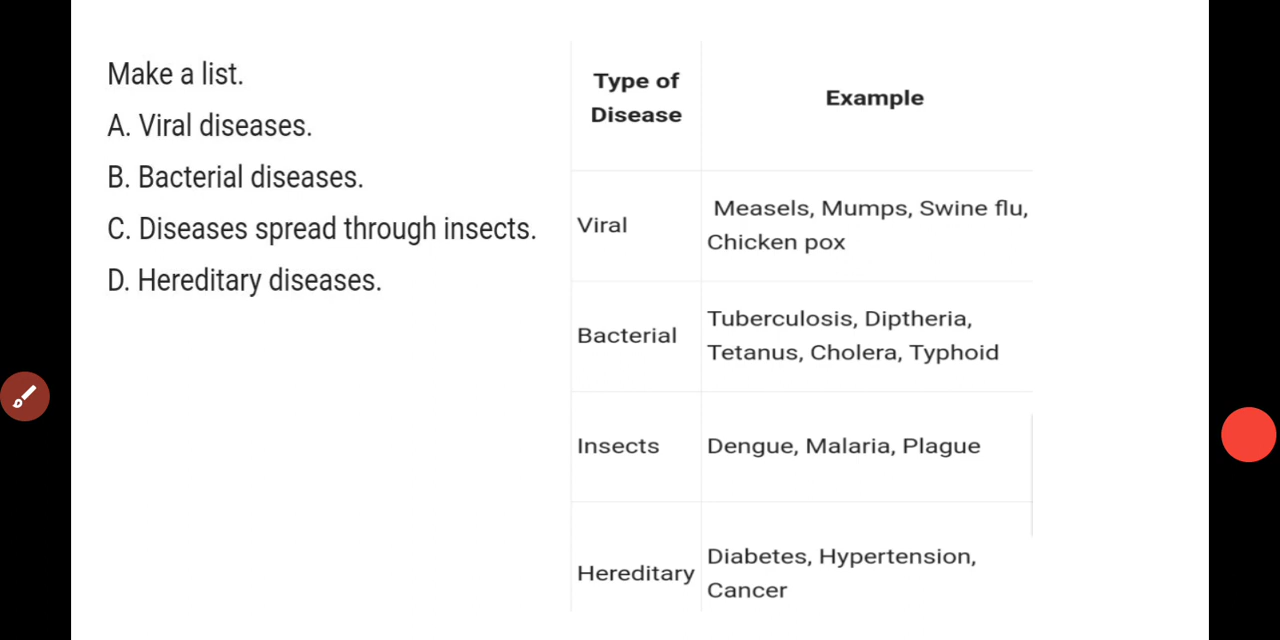 Make a list.
A. Viral diseases.
B. Bacterial diseases.
C. Diseases spread through insects.
D. Hereditary diseases.
Type of
Disease
Example
Viral
Measels, Mumps, Swine flu,
Chicken pox
Bacterial
Tuberculosis, Diptheria,
Tetanus, Cholera, Typhoid
Insects
Dengue, Malaria, Plague
Hereditary
Diabetes, Hypertension,
Cancer